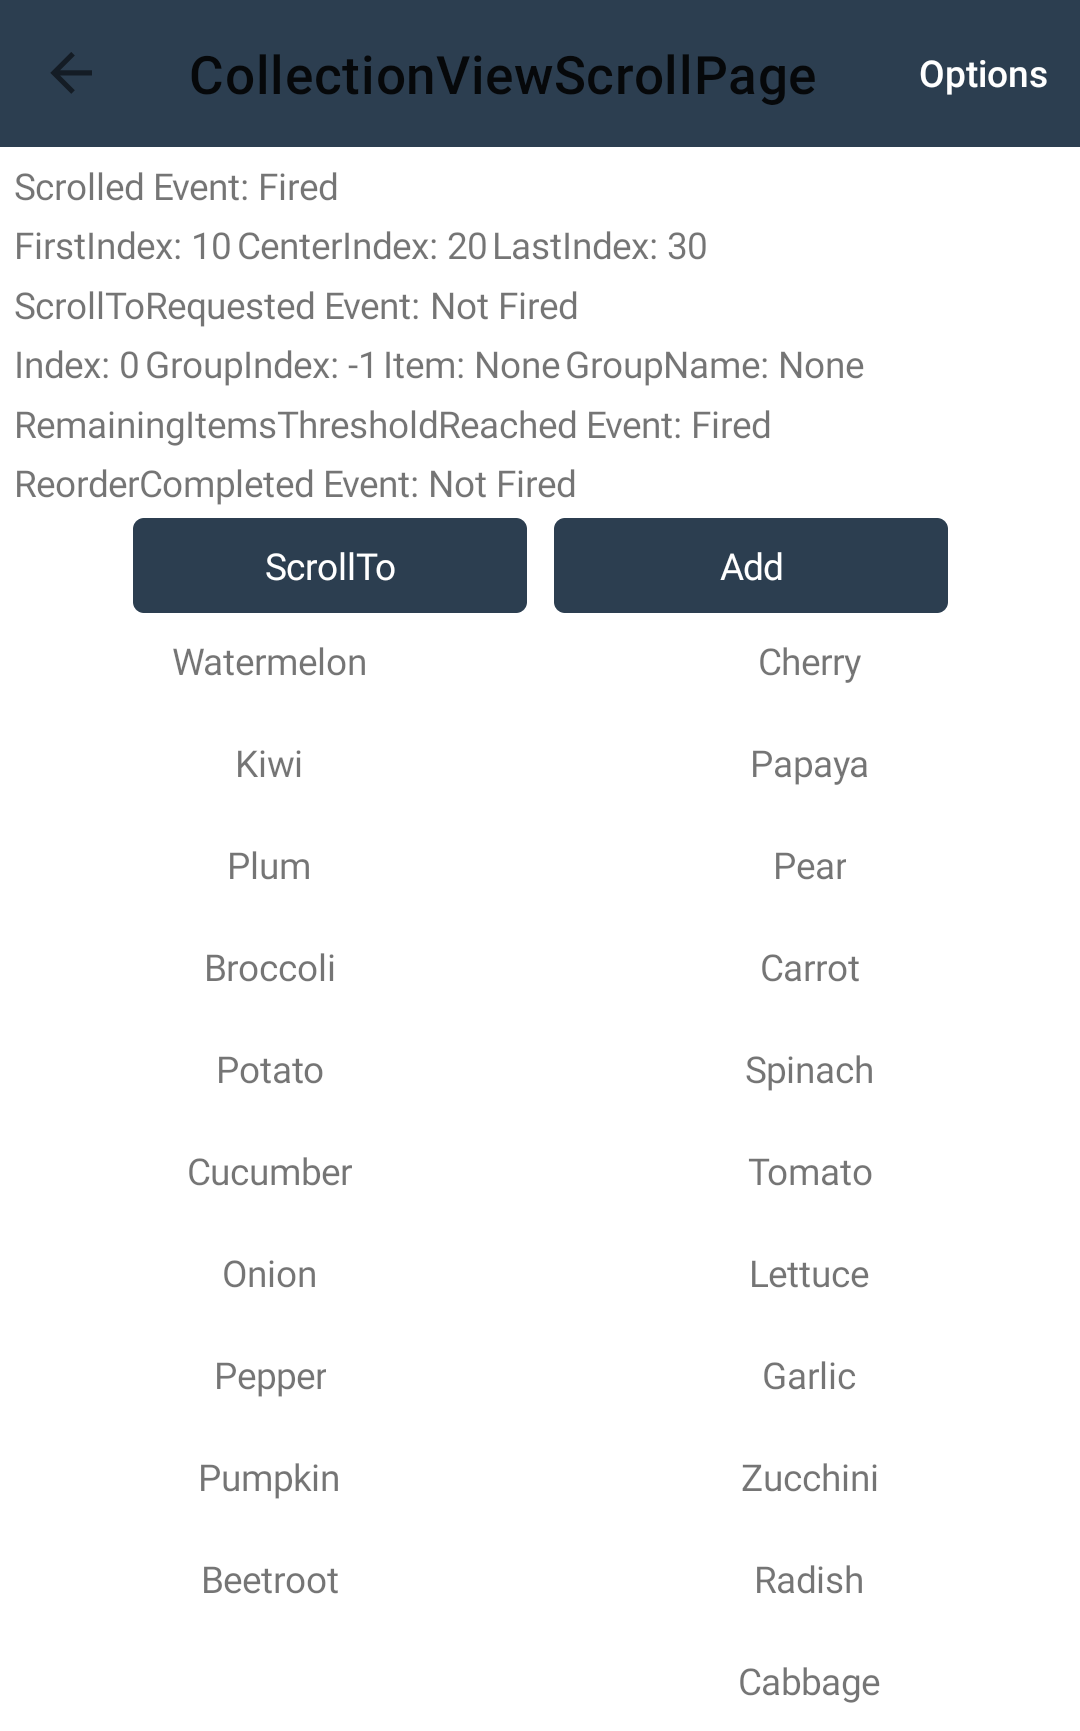 CollectionViewScrollPage Options
Scrolled Event: Fired
FirstIndex: 10 CenterIndex: 20 LastIndex: 30
ScrollToRequested Event: Not Fired
Index: 0 GroupIndex: -1 Item: None GroupName: None
RemainingItemsThresholdReached Event: Fired
ReorderCompleted Event: Not Fired
ScrollTo Add
Watermelon Cherry
Kiwi Papaya
Plum Pear
Broccoli Carrot
Potato Spinach
Cucumber Tomato
Onion Lettuce
Pepper Garlic
Pumpkin Zucchini
Beetroot Radish
Cabbage